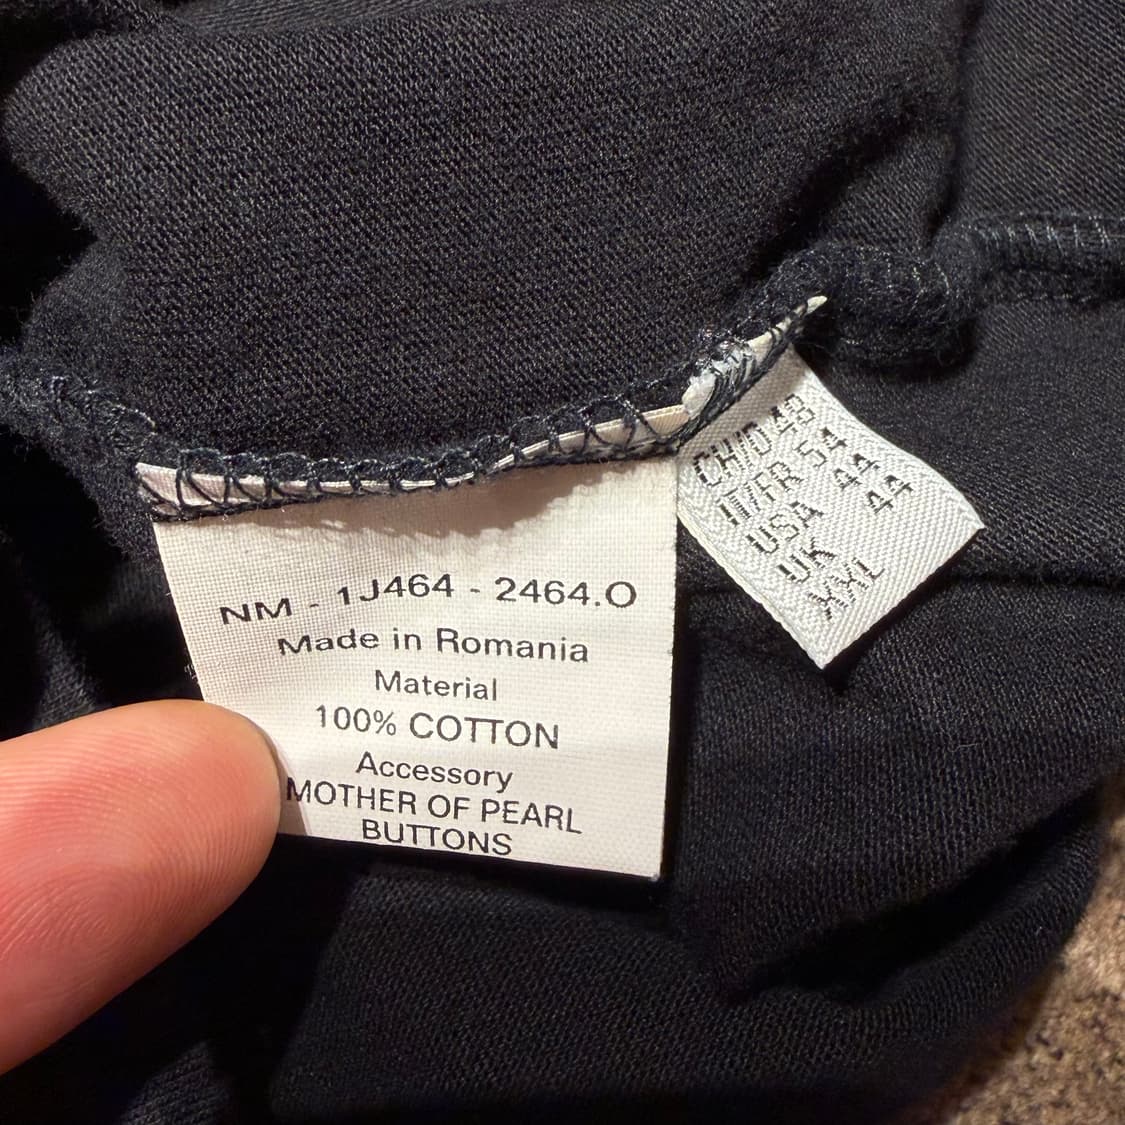 NM - 1J464 - 2464.O
Made in Romania
Material
100% COTTON
Accessory
MOTHER OF PEARL
BUTTONS
CH/D 48
IT/FR 54
USA 44
UK 44
XXL